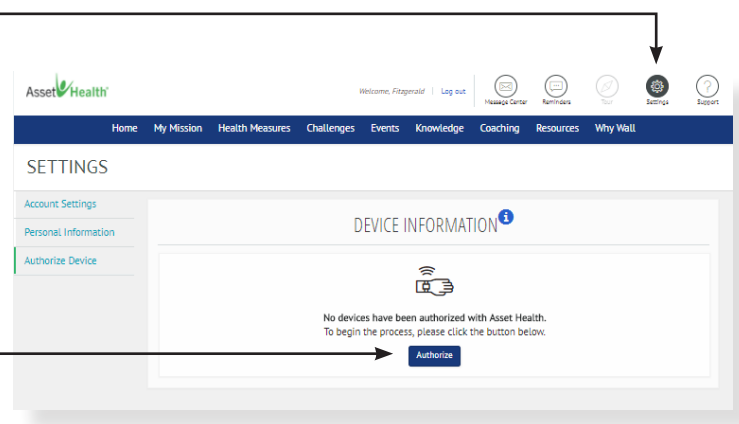 Asset Health
Welcome, Fitzgerald | Log out
Message Center
Reminders
Tour
Settings
Support
Home My Mission Health Measures Challenges Events Knowledge Coaching Resources Why Wall
SETTINGS
Account Settings
Personal Information
Authorize Device
DEVICE INFORMATION
No devices have been authorized with Asset Health.
To begin the process, please click the button below.
Authorize